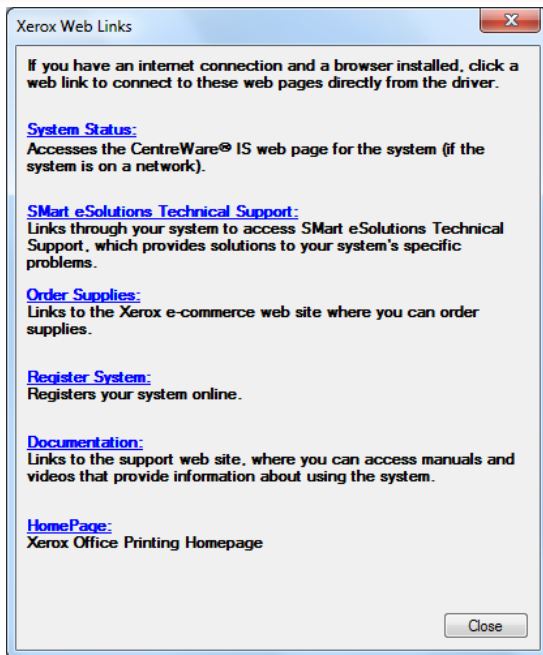 Xerox Web Links
If you have an internet connection and a browser installed, click a
web link to connect to these web pages directly from the driver.
System Status:
Accesses the CentreWare® IS web page for the system (if the
system is on a network).
SMart eSolutions Technical Support:
Links through your system to access SMart eSolutions Technical
Support, which provides solutions to your system's specific
problems.
Order Supplies:
Links to the Xerox e-commerce web site where you can order
supplies.
Register System:
Registers your system online.
Documentation:
Links to the support web site, where you can access manuals and
videos that provide information about using the system.
HomePage:
Xerox Office Printing Homepage
Close